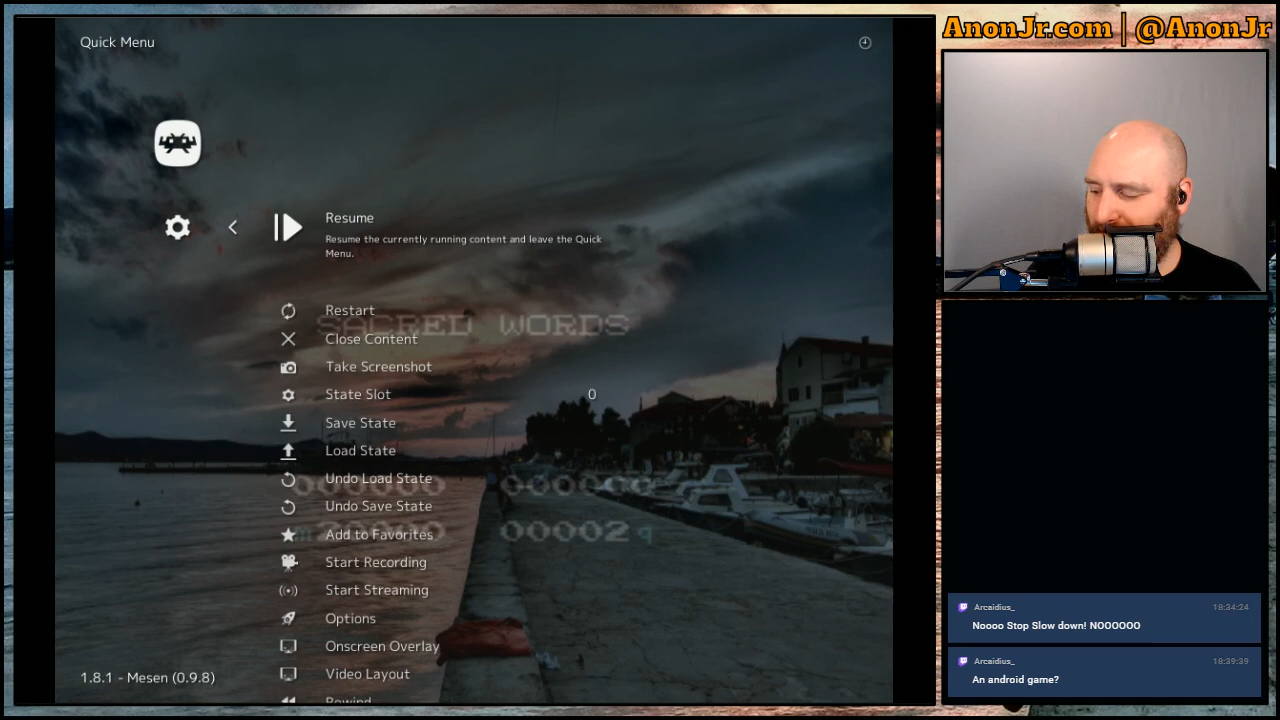 Quick Menu
AnonJr.com | @AnonJr
Resume
Resume the currently running content and leave the Quick
Menu.
Restart
SACRED WORDS
Close Content
Take Screenshot
State Slot 0
Save State
Load State
Undo Load State
000000
Undo Save State
Add to Favorites
00002 q
Start Recording
Start Streaming
Options
Onscreen Overlay
Video Layout
Rewind
1.8.1 - Mesen (0.9.8)
Arcaidius_ 18:34:24
Noooo Stop Slow down! NOOOOOO
Arcaidius_ 18:39:39
An android game?